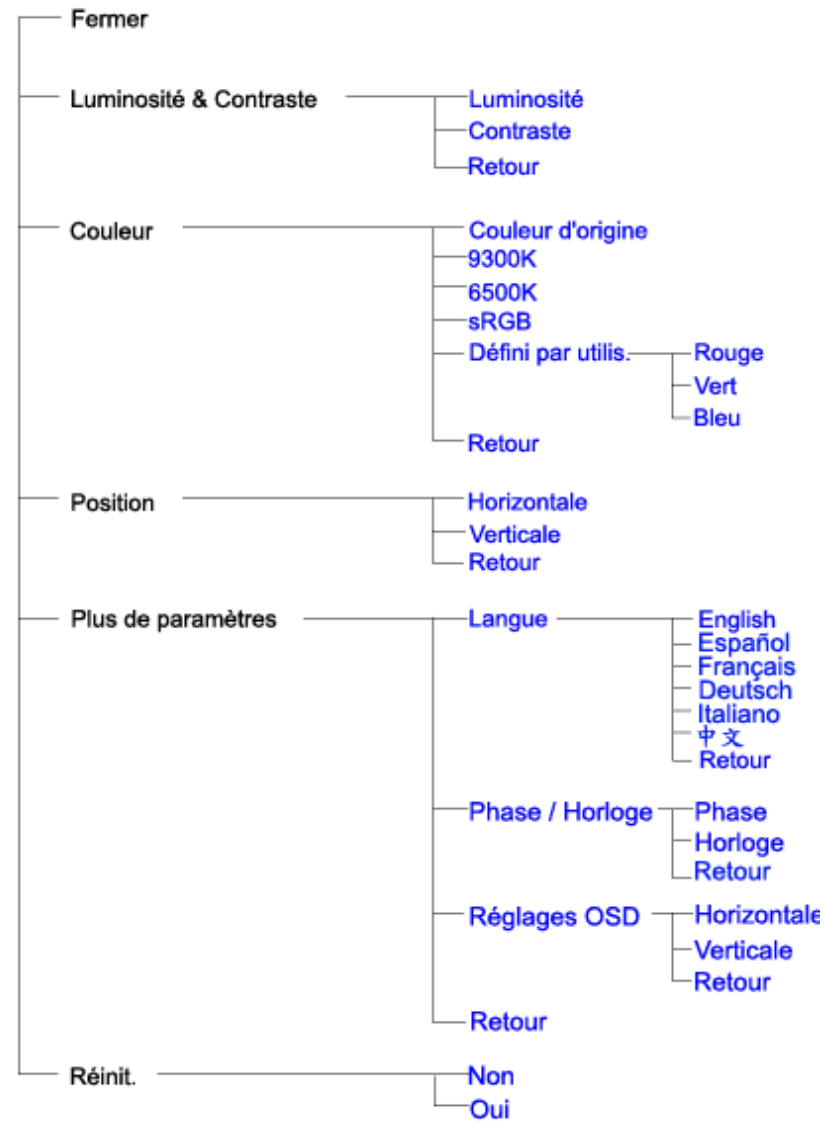 Fermer
Luminosité & Contraste
Luminosité
Contraste
Retour
Couleur
Couleur d'origine
9300K
6500K
sRGB
Défini par utilis.
Rouge
Vert
Bleu
Retour
Position
Horizontale
Verticale
Retour
Plus de paramètres
Langue
English
Español
Français
Deutsch
Italiano
中文
Retour
Phase / Horloge
Phase
Horloge
Retour
Réglages OSD
Horizontale
Verticale
Retour
Retour
Réinit.
Non
Oui